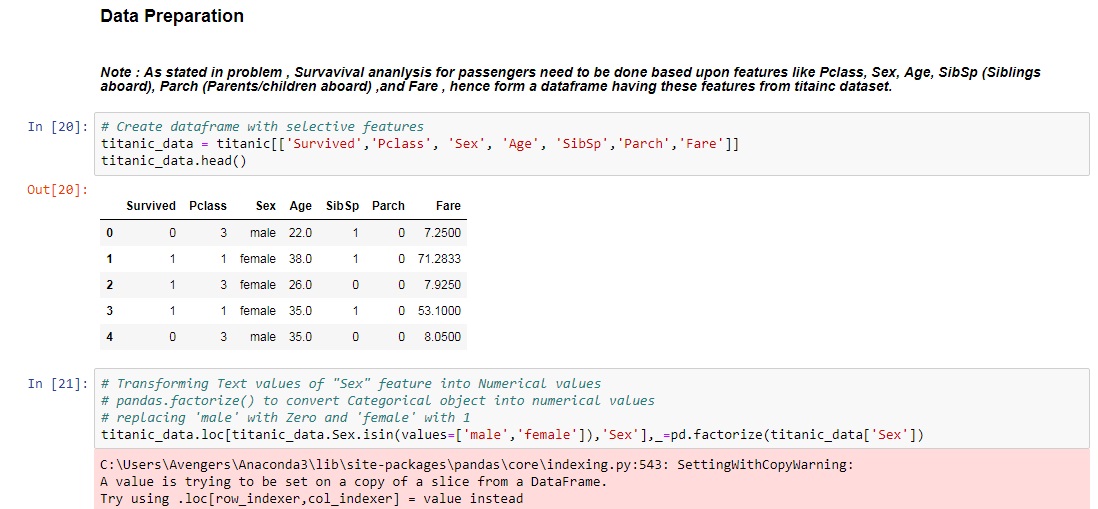 Data Preparation
Note : As stated in problem , Survavival ananlysis for passengers need to be done based upon features like Pclass, Sex, Age, SibSp (Siblings
aboard), Parch (Parents/children aboard) ,and Fare , hence form a dataframe having these features from titainc dataset.
In [20]: # Create dataframe with selective features
titanic_data = titanic[['Survived','Pclass', 'Sex', 'Age', 'SibSp','Parch','Fare']]
titanic_data.head()
Out[20]:
Survived Pclass Sex Age SibSp Parch Fare
0 0 3 male 22.0 1 0 7.2500
1 1 1 female 38.0 1 0 71.2833
2 1 3 female 26.0 0 0 7.9250
3 1 1 female 35.0 1 0 53.1000
4 0 3 male 35.0 0 0 8.0500
In [21]: # Transforming Text values of "Sex" feature into Numerical values
# pandas.factorize() to convert Categorical object into numerical values
# replacing 'male' with Zero and 'female' with 1
titanic_data.loc[titanic_data.Sex.isin(values=['male','female']),'Sex'],_=pd.factorize(titanic_data['Sex'])
C:\Users\Avengers\Anaconda3\lib\site-packages\pandas\core\indexing.py:543: SettingWithCopyWarning:
A value is trying to be set on a copy of a slice from a DataFrame.
Try using .loc[row_indexer,col_indexer] = value instead